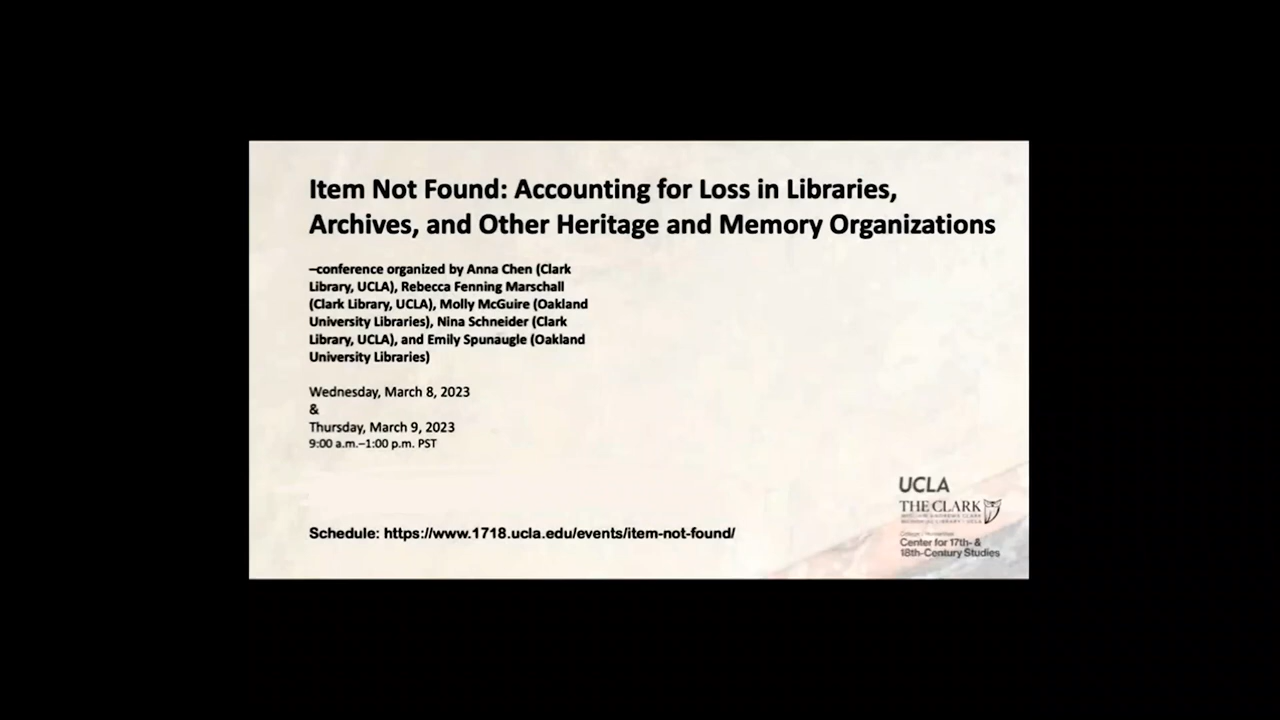 Item Not Found: Accounting for Loss in Libraries,
Archives, and Other Heritage and Memory Organizations
–conference organized by Anna Chen (Clark
Library, UCLA), Rebecca Fenning Marschall
(Clark Library, UCLA), Molly McGuire (Oakland
University Libraries), Nina Schneider (Clark
Library, UCLA), and Emily Spunaugle (Oakland
University Libraries)
Wednesday, March 8, 2023
&
Thursday, March 9, 2023
9:00 a.m.–1:00 p.m. PST
Schedule: https://www.1718.ucla.edu/events/item-not-found/
UCLA
THE CLARK
Center for 17th- &
18th-Century Studies